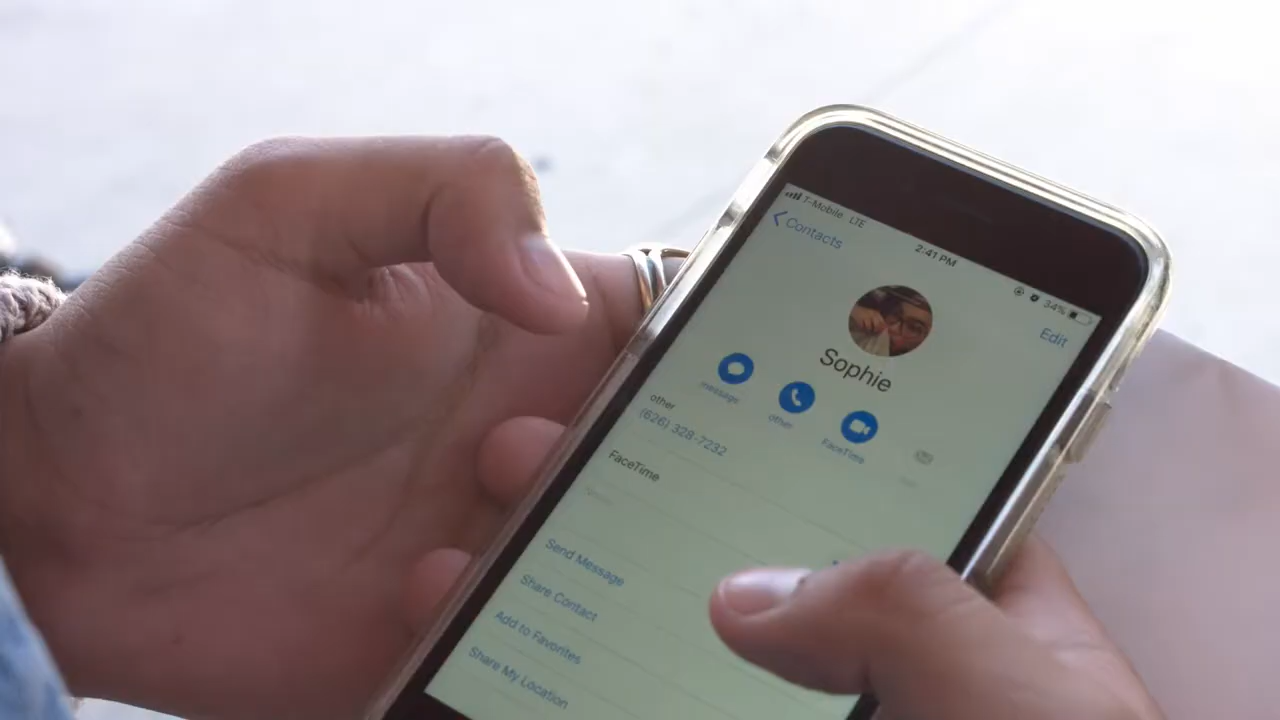 T-Mobile LTE
2:41 PM
34%
Contacts
Edit
Sophie
message
other
FaceTime
other
(626) 328-7232
FaceTime
Send Message
Share Contact
Add to Favorites
Share My Location